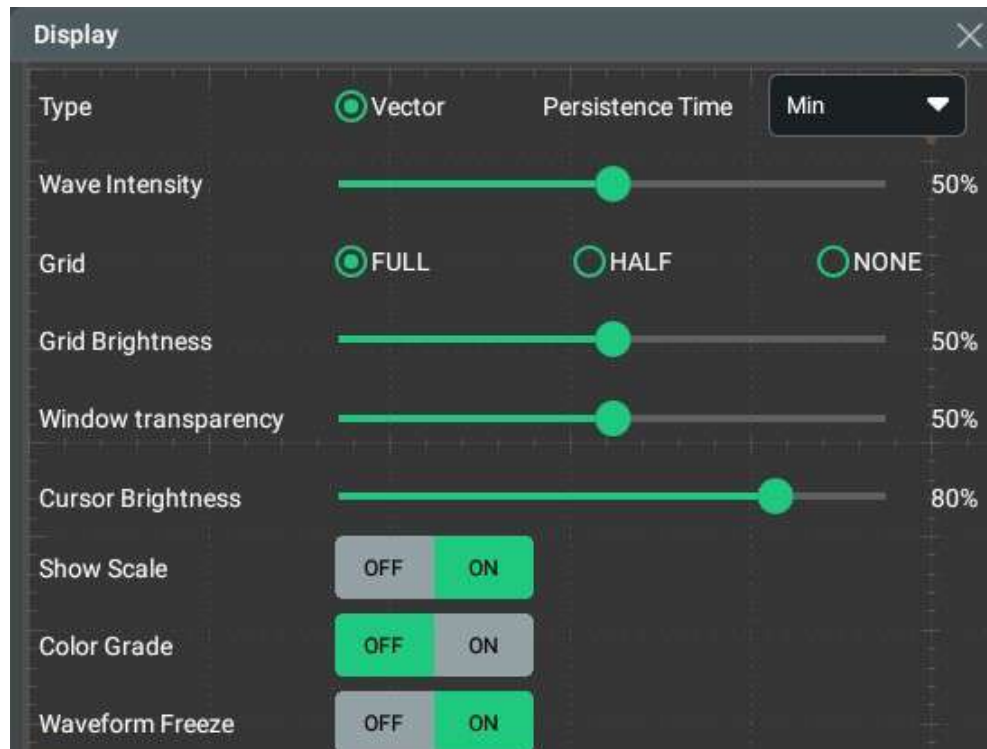 Display
Type Vector Persistence Time Min
Wave Intensity 50%
Grid FULL HALF NONE
Grid Brightness 50%
Window transparency 50%
Cursor Brightness 80%
Show Scale OFF ON
Color Grade OFF ON
Waveform Freeze OFF ON